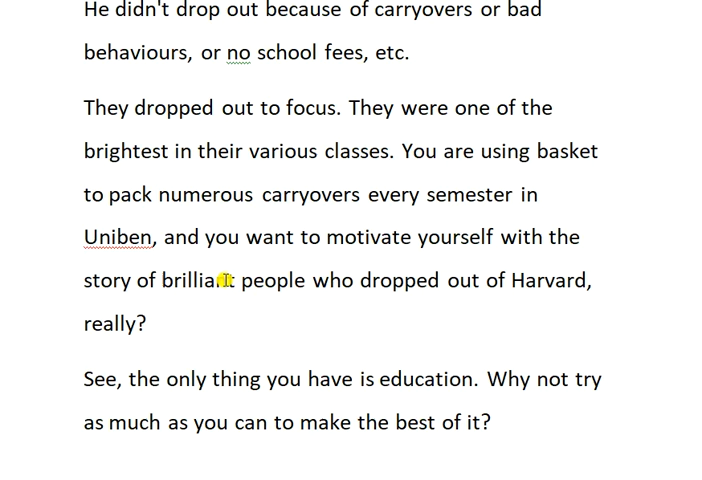 He didn't drop out because of carryovers or bad
behaviours, or no school fees, etc.
They dropped out to focus. They were one of the
brightest in their various classes. You are using basket
to pack numerous carryovers every semester in
Uniben, and you want to motivate yourself with the
story of brilliant people who dropped out of Harvard,
really?
See, the only thing you have is education. Why not try
as much as you can to make the best of it?